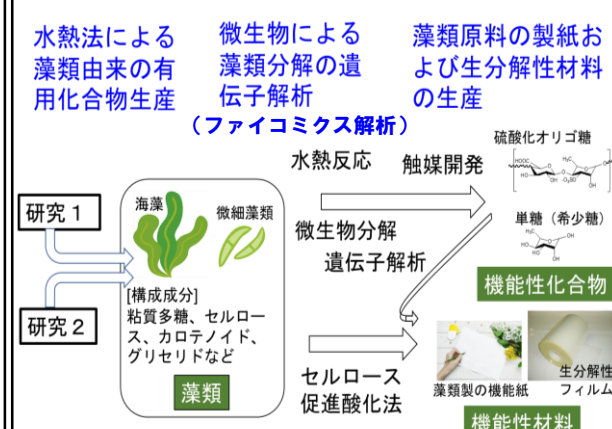 水熱法による
藻類由来の有
用化合物生産
微生物による
藻類分解の遺
伝子解析
（ファイコミクス解析）
藻類原料の製紙お
よび生分解性材料
の生産
研究１
研究２
海藻
微細藻類
[構成成分]
粘質多糖、セルロー
ス、カロテノイド、
グリセリドなど
藻類
水熱反応
触媒開発
微生物分解
遺伝子解析
セルロース
促進酸化法
硫酸化オリゴ糖
単糖（希少糖）
機能性化合物
藻類製の機能紙
生分解性
フィルム
機能性材料